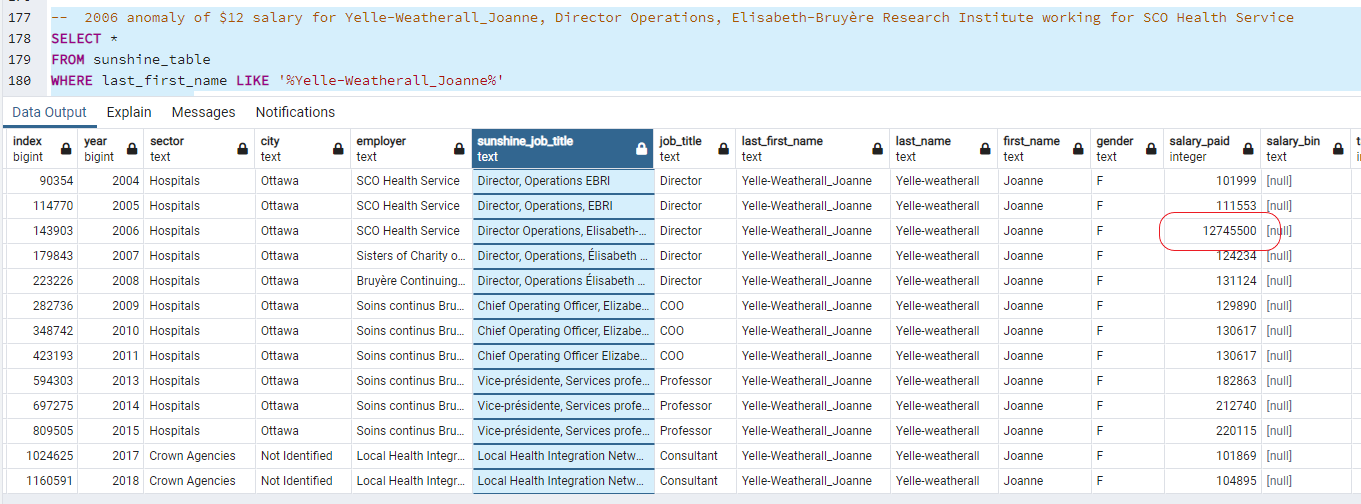 177 -- 2006 anomaly of $12 salary for Yelle-Weatherall_Joanne, Director Operations, Elisabeth-Bruyère Research Institute working for SCO Health Service
178 SELECT *
179 FROM sunshine_table
180 WHERE last_first_name LIKE '%Yelle-Weatherall_Joanne%'
Data Output Explain Messages Notifications
index year sector city employer sunshine_job_title job_title last_first_name last_name first_name gender salary_paid salary_bin
bigint bigint text text text text text text text text text integer text
90354 2004 Hospitals Ottawa SCO Health Service Director, Operations EBRI Director Yelle-Weatherall_Joanne Yelle-weatherall Joanne F 101999 [null]
114770 2005 Hospitals Ottawa SCO Health Service Director, Operations, EBRI Director Yelle-Weatherall_Joanne Yelle-weatherall Joanne F 111553 [null]
143903 2006 Hospitals Ottawa SCO Health Service Director Operations, Elisabeth-... Director Yelle-Weatherall_Joanne Yelle-weatherall Joanne F 12745500 [null]
179843 2007 Hospitals Ottawa Sisters of Charity o... Director, Operations, Élisabeth ... Director Yelle-Weatherall_Joanne Yelle-weatherall Joanne F 124234 [null]
223226 2008 Hospitals Ottawa Bruyère Continuing... Director, Operations Élisabeth ... Director Yelle-Weatherall_Joanne Yelle-weatherall Joanne F 131124 [null]
282736 2009 Hospitals Ottawa Soins continus Bru... Chief Operating Officer, Elizabe... COO Yelle-Weatherall_Joanne Yelle-weatherall Joanne F 129890 [null]
348742 2010 Hospitals Ottawa Soins continus Bru... Chief Operating Officer, Elizabe... COO Yelle-Weatherall_Joanne Yelle-weatherall Joanne F 130617 [null]
423193 2011 Hospitals Ottawa Soins continus Bru... Chief Operating Officer Elizabe... COO Yelle-Weatherall_Joanne Yelle-weatherall Joanne F 130617 [null]
594303 2013 Hospitals Ottawa Soins continus Bru... Vice-présidente, Services profe... Professor Yelle-Weatherall_Joanne Yelle-weatherall Joanne F 182863 [null]
697275 2014 Hospitals Ottawa Soins continus Bru... Vice-présidente, Services profe... Professor Yelle-Weatherall_Joanne Yelle-weatherall Joanne F 212740 [null]
809505 2015 Hospitals Ottawa Soins continus Bru... Vice-présidente, Services profe... Professor Yelle-Weatherall_Joanne Yelle-weatherall Joanne F 220115 [null]
1024625 2017 Crown Agencies Not Identified Local Health Integr... Local Health Integration Netw... Consultant Yelle-Weatherall_Joanne Yelle-weatherall Joanne F 101869 [null]
1160591 2018 Crown Agencies Not Identified Local Health Integr... Local Health Integration Netw... Consultant Yelle-Weatherall_Joanne Yelle-weatherall Joanne F 104895 [null]